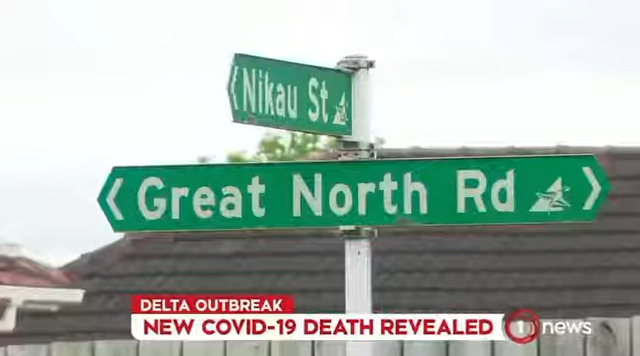 Nikau St
Great North Rd
DELTA OUTBREAK
NEW COVID-19 DEATH REVEALED
1 news